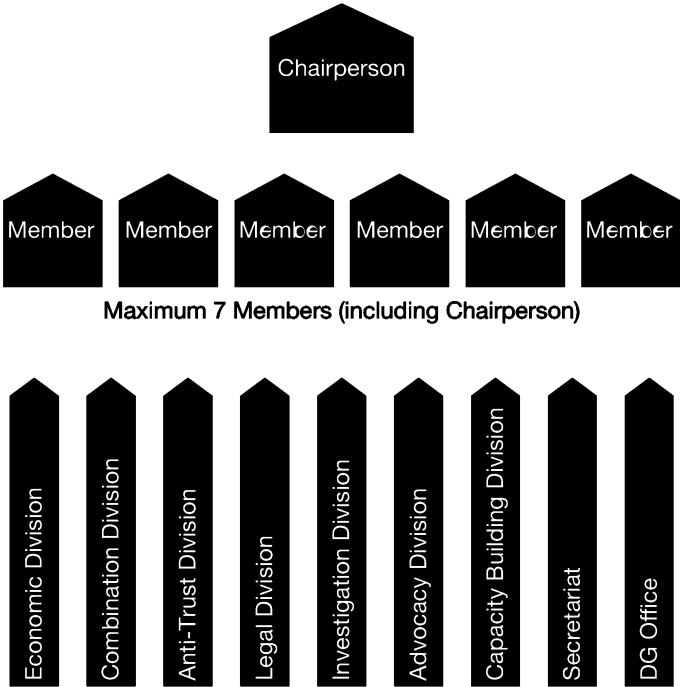 Chairperson
Member
Member
Member
Member
Member
Member
Maximum 7 Members (including Chairperson)
Economic Division
Combination Division
Anti-Trust Division
Legal Division
Investigation Division
Advocacy Division
Capacity Building Division
Secretariat
DG Office